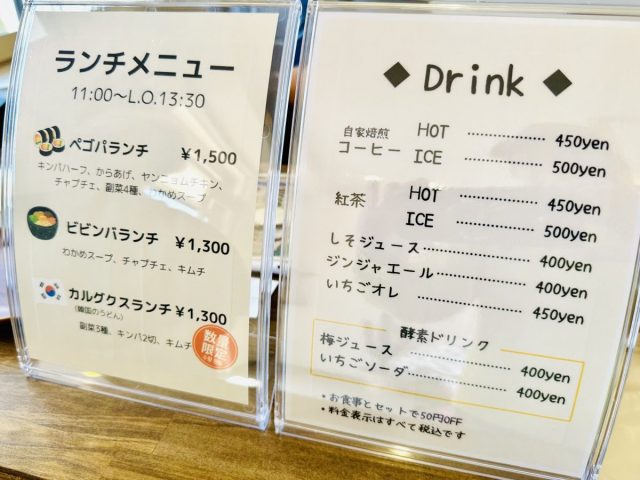 ランチメニュー
11:00〜L.O.13:30
ペゴパランチ ￥1,500
キンパハーフ、からあげ、ヤンニョムチキン、
チャプチェ、副菜4種、わかめスープ
ビビンバランチ ￥1,300
わかめスープ、チャプチェ、キムチ
カルグクスランチ ￥1,300
(韓国のうどん)
副菜3種、キンパ2切、キムチ
数量
限定
◆ Drink ◆
自家焙煎 HOT ................ 450yen
コーヒー ICE ................ 500yen
紅茶 HOT ................ 450yen
ICE ................ 500yen
しそジュース ................ 400yen
ジンジャエール ................ 400yen
いちごオレ ................ 450yen
酵素ドリンク
梅ジュース ................ 400yen
いちごソーダ ................ 400yen
・お食事とセットで50円OFF
・料金表示はすべて税込です